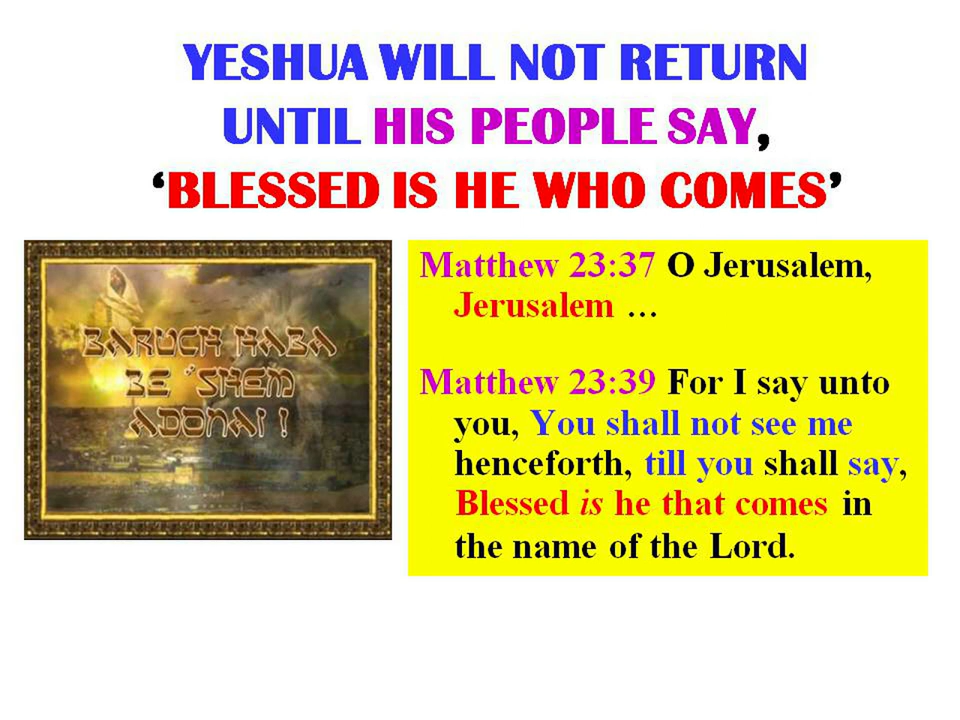 YESHUA WILL NOT RETURN
UNTIL HIS PEOPLE SAY,
‘BLESSED IS HE WHO COMES’
BARUCH HABA
BE 'SHEM
ADONAI !
Matthew 23:37 O Jerusalem,
Jerusalem …
Matthew 23:39 For I say unto
you, You shall not see me
henceforth, till you shall say,
Blessed is he that comes in
the name of the Lord.